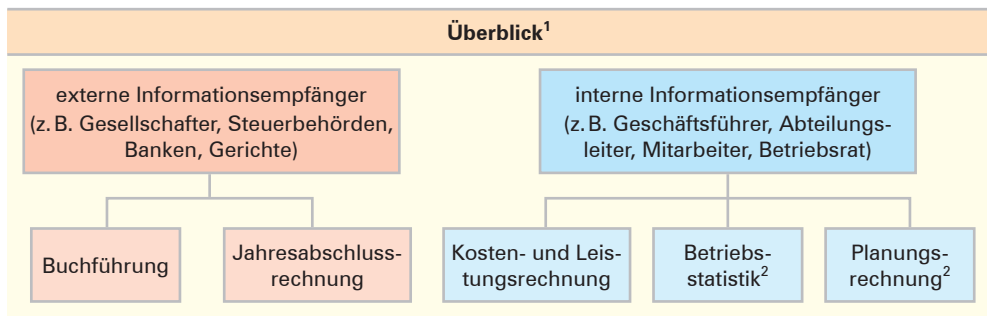 Überblick¹
externe Informationsempfänger
(z. B. Gesellschafter, Steuerbehörden,
Banken, Gerichte)
interne Informationsempfänger
(z. B. Geschäftsführer, Abteilungs-
leiter, Mitarbeiter, Betriebsrat)
Buchführung
Jahresabschluss-
rechnung
Kosten- und Leis-
tungsrechnung
Betriebs-
statistik²
Planungs-
rechnung²